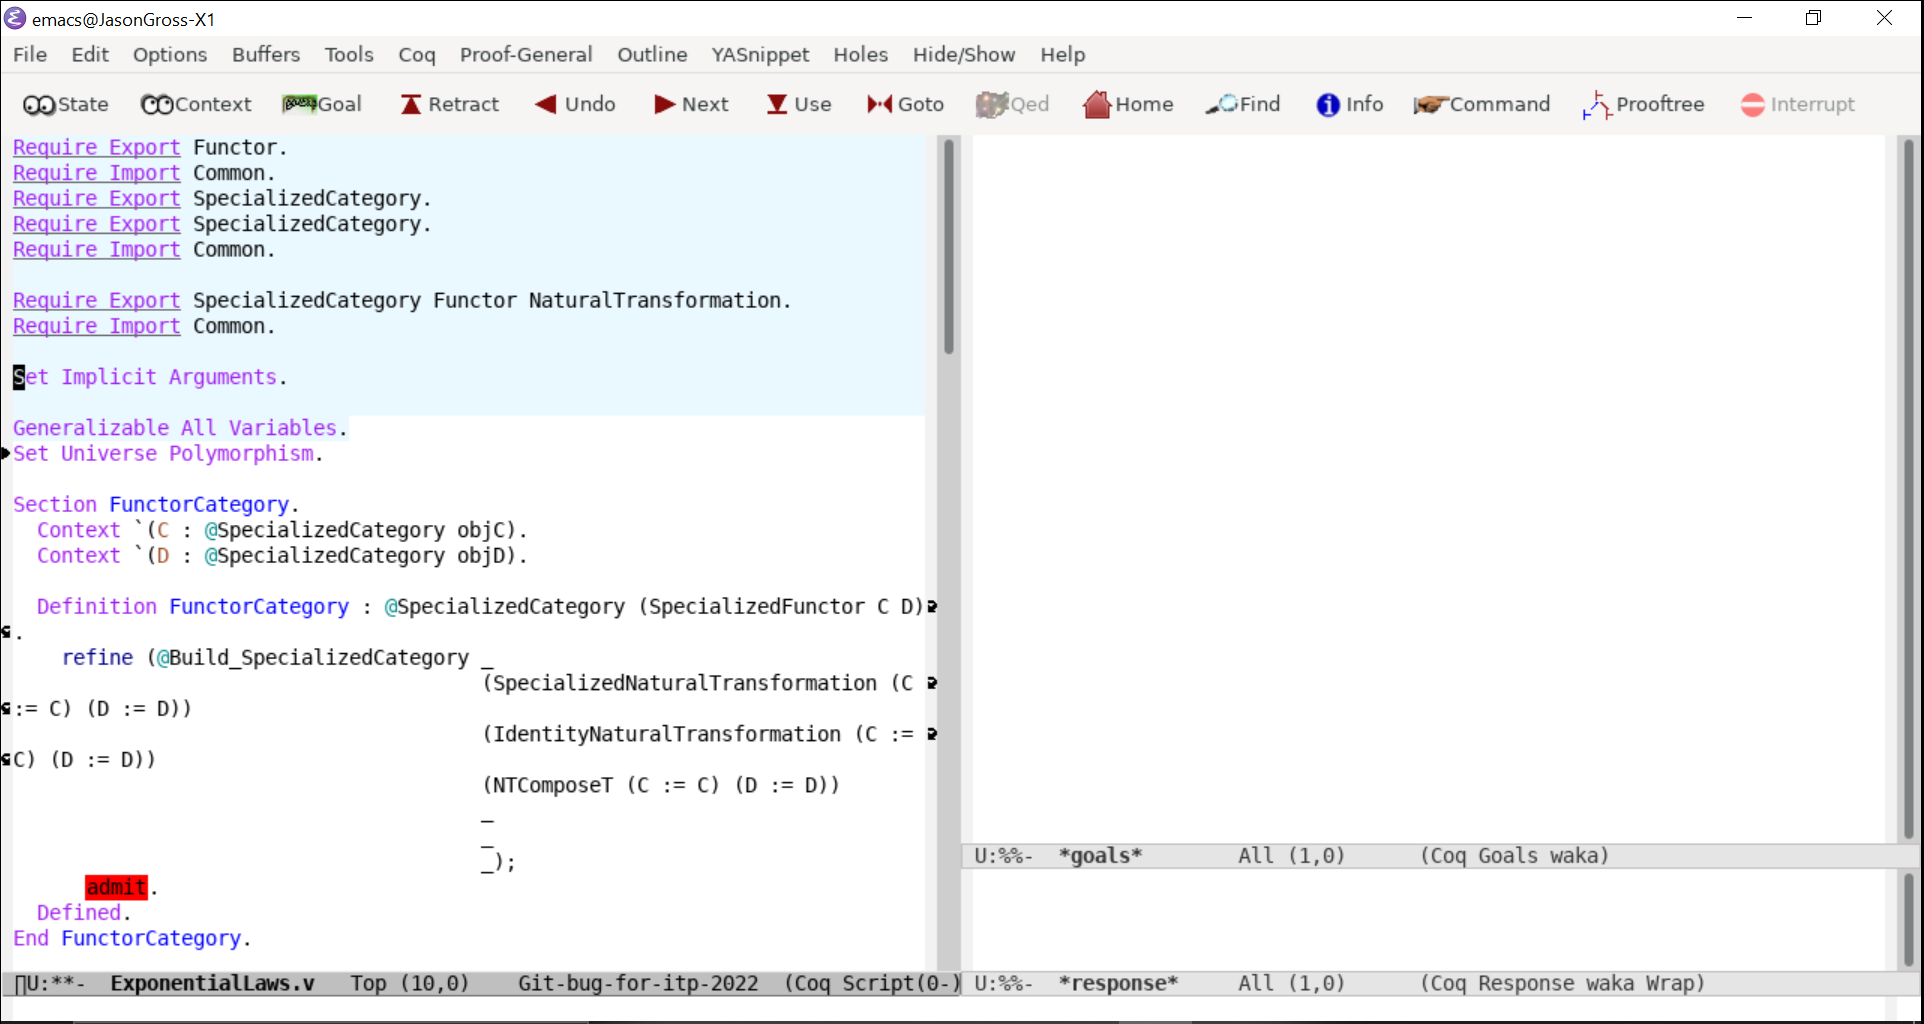 emacs@JasonGross-X1
File Edit Options Buffers Tools Coq Proof-General Outline YASnippet Holes Hide/Show Help
State Context Goal Retract Undo Next Use Goto Qed Home Find Info Command Prooftree Interrupt
Require Export Functor.
Require Import Common.
Require Export SpecializedCategory.
Require Export SpecializedCategory.
Require Import Common.
Require Export SpecializedCategory Functor NaturalTransformation.
Require Import Common.
Set Implicit Arguments.
Generalizable All Variables.
Set Universe Polymorphism.
Section FunctorCategory.
Context `(C : @SpecializedCategory objC).
Context `(D : @SpecializedCategory objD).
Definition FunctorCategory : @SpecializedCategory (SpecializedFunctor C D)
.
refine (@Build_SpecializedCategory _
(SpecializedNaturalTransformation (C
:= C) (D := D))
(IdentityNaturalTransformation (C :=
C) (D := D))
(NTComposeT (C := C) (D := D))
_
_
_);
admit.
Defined.
End FunctorCategory.
U:**- ExponentialLaws.v Top (10,0) Git-bug-for-itp-2022 (Coq Script(0-)
U:%%- *goals* All (1,0) (Coq Goals waka)
U:%%- *response* All (1,0) (Coq Response waka Wrap)